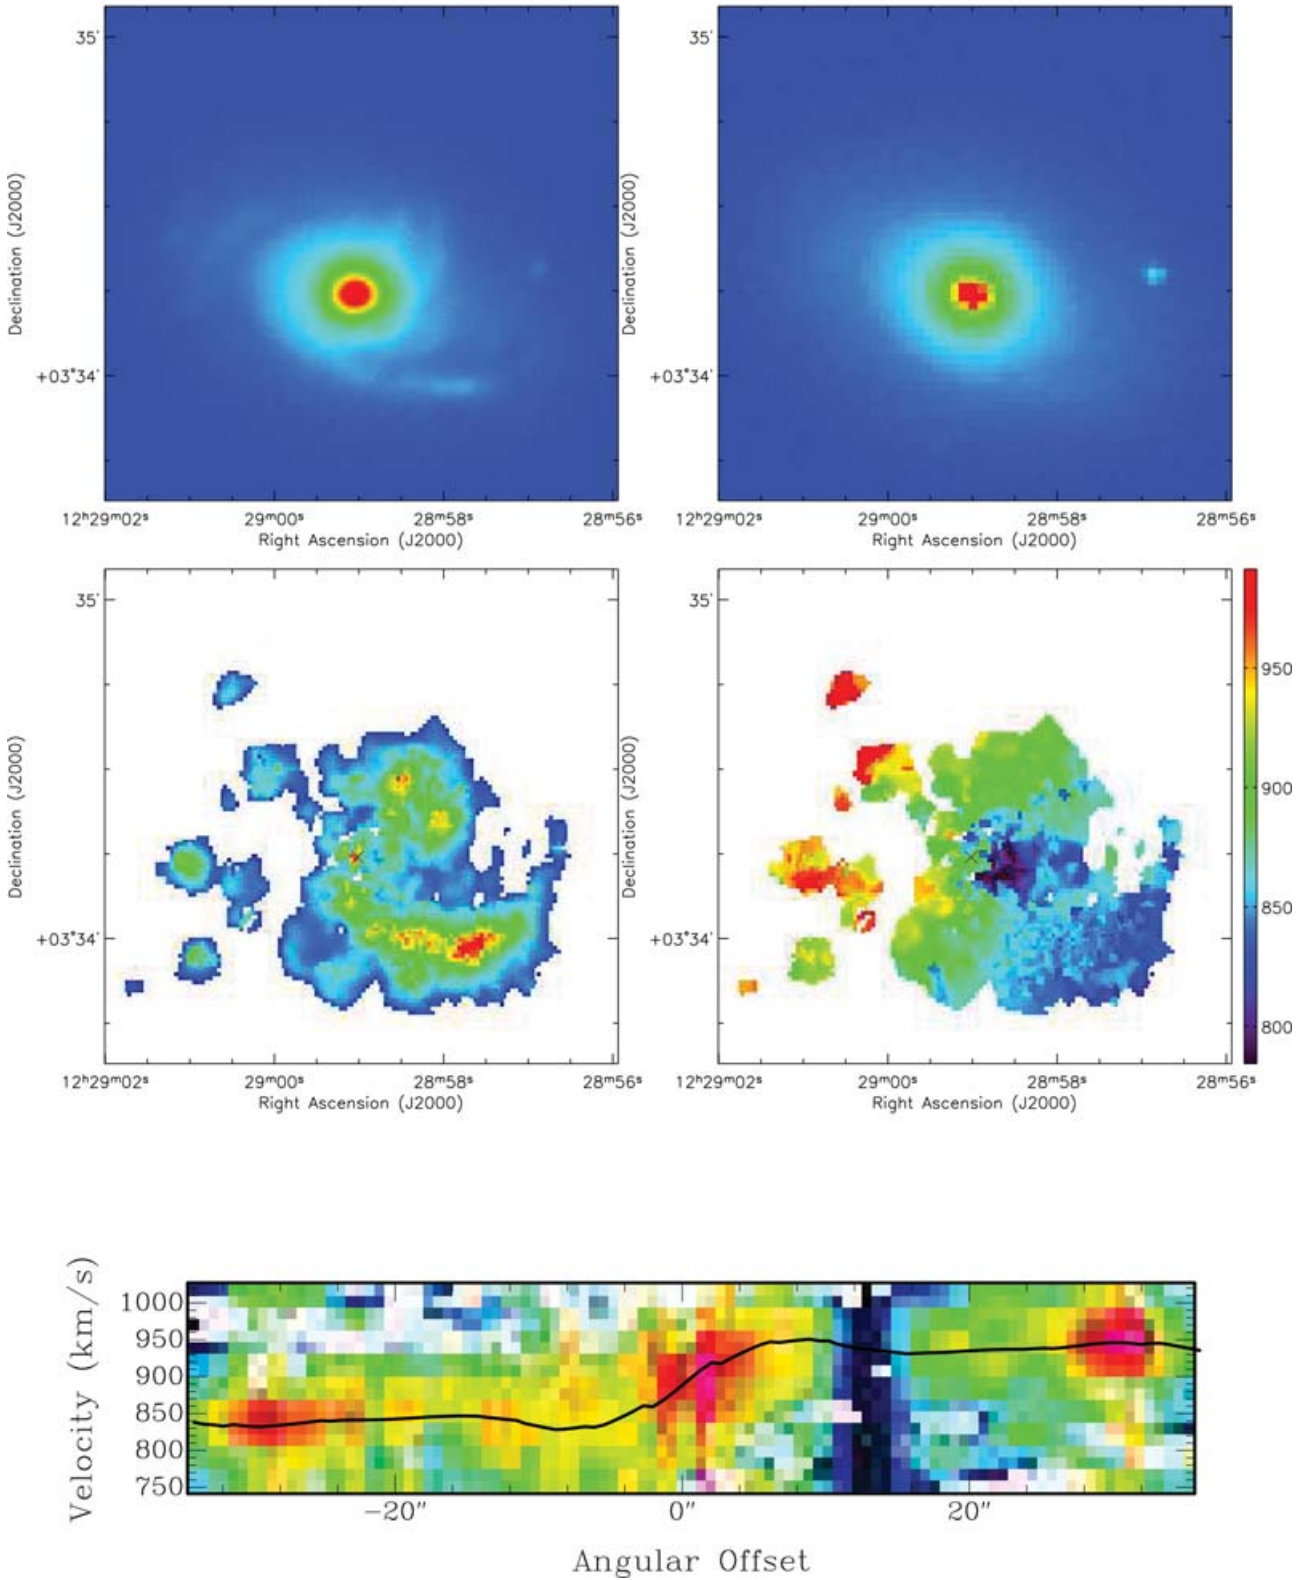 35'
35'
Declination (J2000)
Declination (J2000)
+03°34'
+03°34'
12ʰ29ᵐ02ˢ 29ᵐ00ˢ 28ᵐ58ˢ 28ᵐ56ˢ
12ʰ29ᵐ02ˢ 29ᵐ00ˢ 28ᵐ58ˢ 28ᵐ56ˢ
Right Ascension (J2000)
Right Ascension (J2000)
35'
35'
950
900
850
800
Declination (J2000)
Declination (J2000)
+03°34'
+03°34'
12ʰ29ᵐ02ˢ 29ᵐ00ˢ 28ᵐ58ˢ 28ᵐ56ˢ
12ʰ29ᵐ02ˢ 29ᵐ00ˢ 28ᵐ58ˢ 28ᵐ56ˢ
Right Ascension (J2000)
Right Ascension (J2000)
Velocity (km/s)
1000
950
900
850
800
750
-20" 0" 20"
Angular Offset